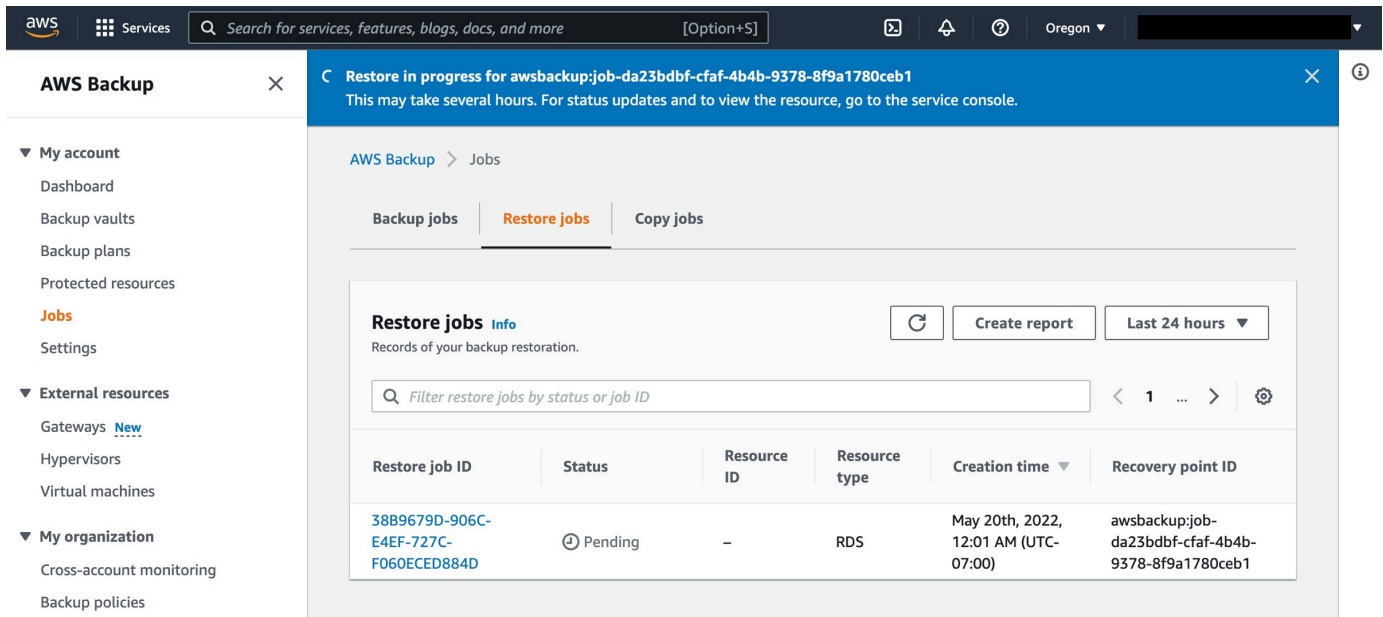 aws
Services
Search for services, features, blogs, docs, and more
[Option+S]
Oregon
AWS Backup
My account
Dashboard
Backup vaults
Backup plans
Protected resources
Jobs
Settings
External resources
Gateways New
Hypervisors
Virtual machines
My organization
Cross-account monitoring
Backup policies
Restore in progress for awsbackup:job-da23bdbf-cfaf-4b4b-9378-8f9a1780ceb1
This may take several hours. For status updates and to view the resource, go to the service console.
AWS Backup > Jobs
Backup jobs
Restore jobs
Copy jobs
Restore jobs Info
Records of your backup restoration.
Create report
Last 24 hours
Filter restore jobs by status or job ID
1 ...
Restore job ID
Status
Resource
ID
Resource
type
Creation time
Recovery point ID
38B9679D-906C-
E4EF-727C-
F060ECED884D
Pending
–
RDS
May 20th, 2022,
12:01 AM (UTC-
07:00)
awsbackup:job-
da23bdbf-cfaf-4b4b-
9378-8f9a1780ceb1